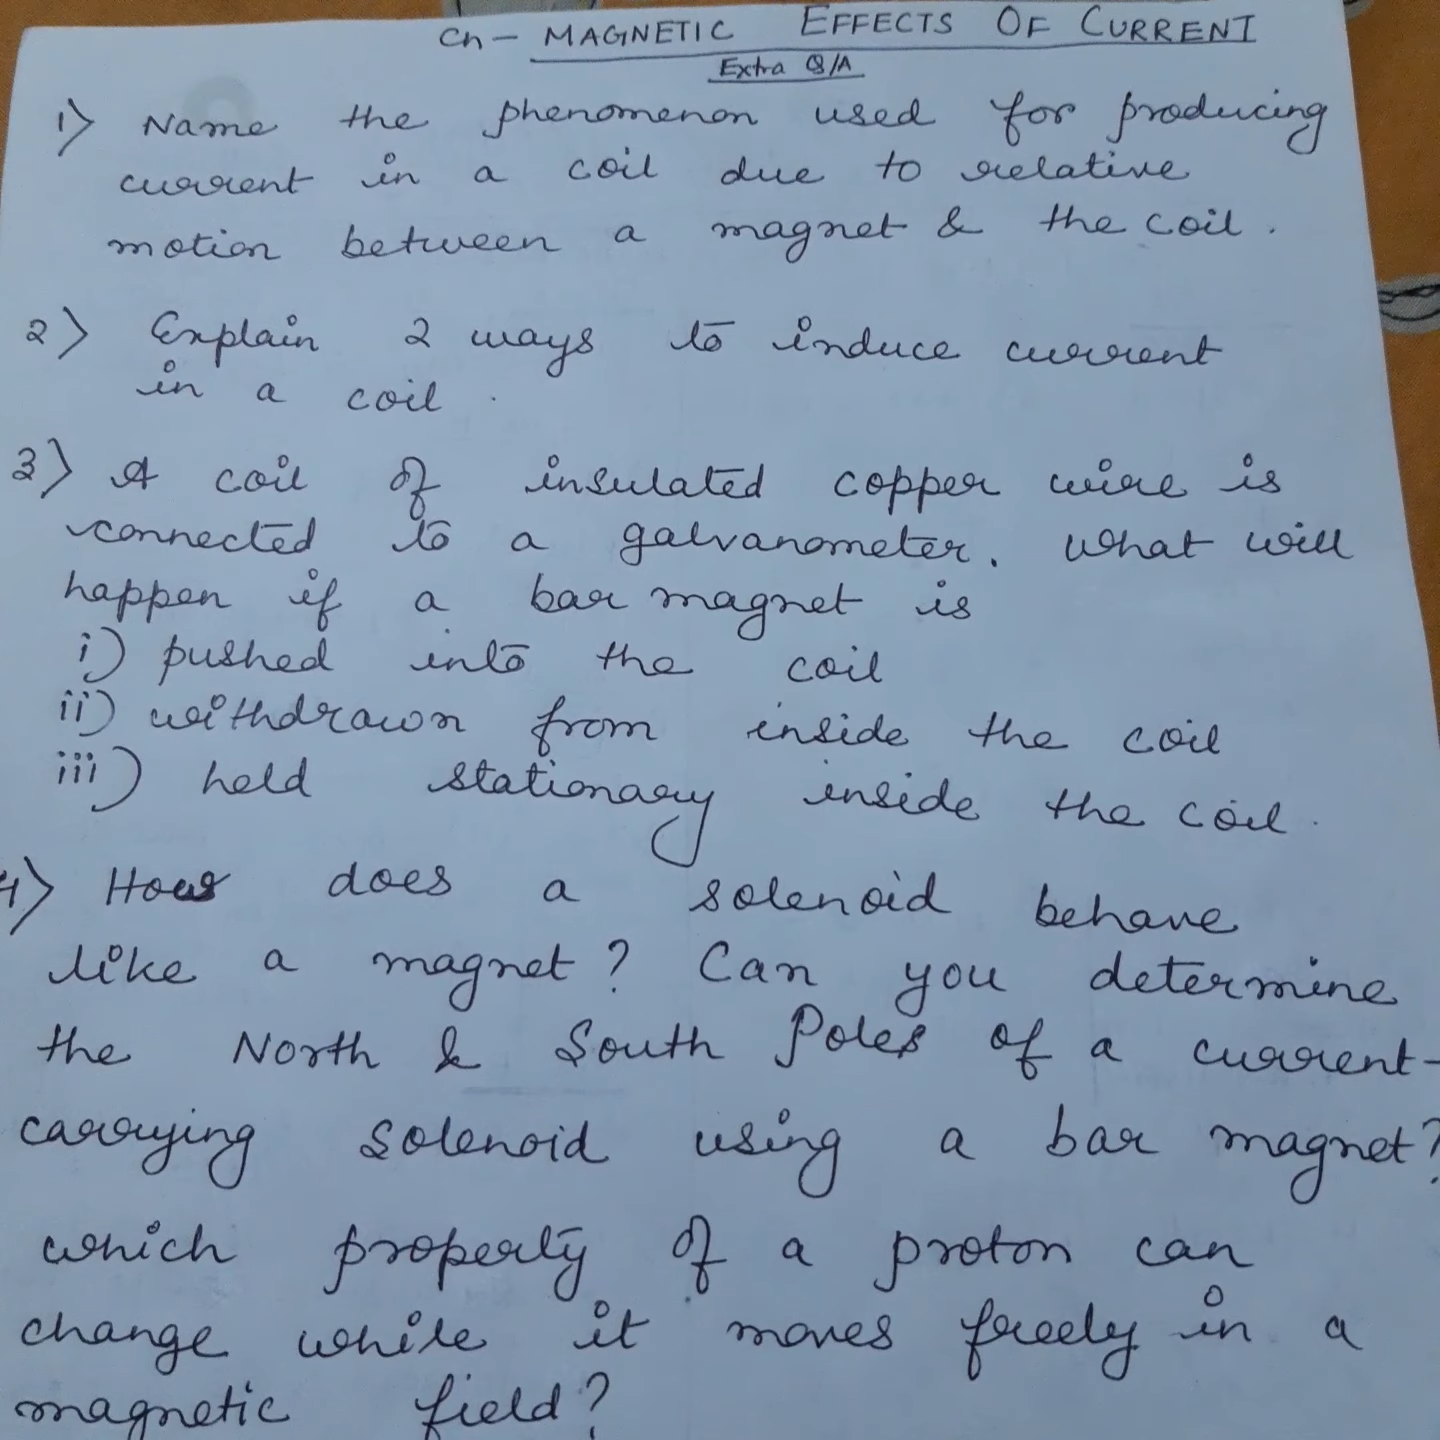 Ch- MAGNETIC EFFECTS OF CURRENT
Extra Q/A
1) Name the phenomenon used for producing
current in a coil due to relative
motion between a magnet & the coil.
2) Explain 2 ways to induce current
in a coil.
3) A coil of insulated copper wire is
connected to a galvanometer. What will
happen if a bar magnet is
i) pushed into the coil
ii) withdrawn from inside the coil
iii) held stationary inside the coil.
4) How does a solenoid behave
like a magnet? Can you determine
the North & South Poles of a current-
carrying solenoid using a bar magnet?
which property of a proton can
change while it moves freely in a
magnetic field?